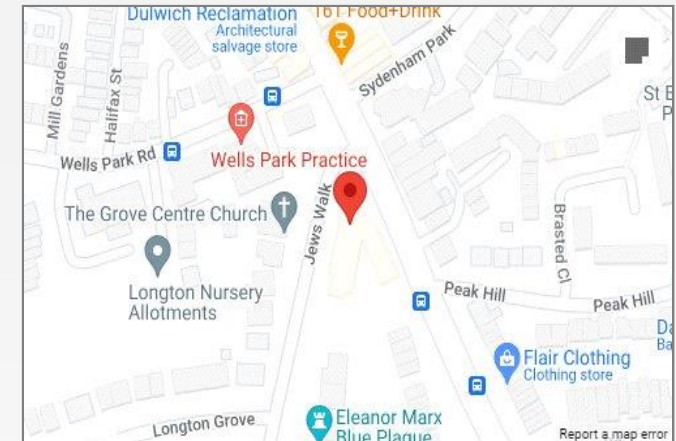 Dulwich Reclamation
Architectural
salvage store
161 Food+Drink
Sydenham Park
Mill Gardens
Halifax St
St
Wells Park Rd
Wells Park Practice
The Grove Centre Church
Jews Walk
Brasted Cl
Longton Nursery
Allotments
Peak Hill
Peak Hill
Flair Clothing
Clothing store
Eleanor Marx
Blue Plaque
Longton Grove
Report a map error